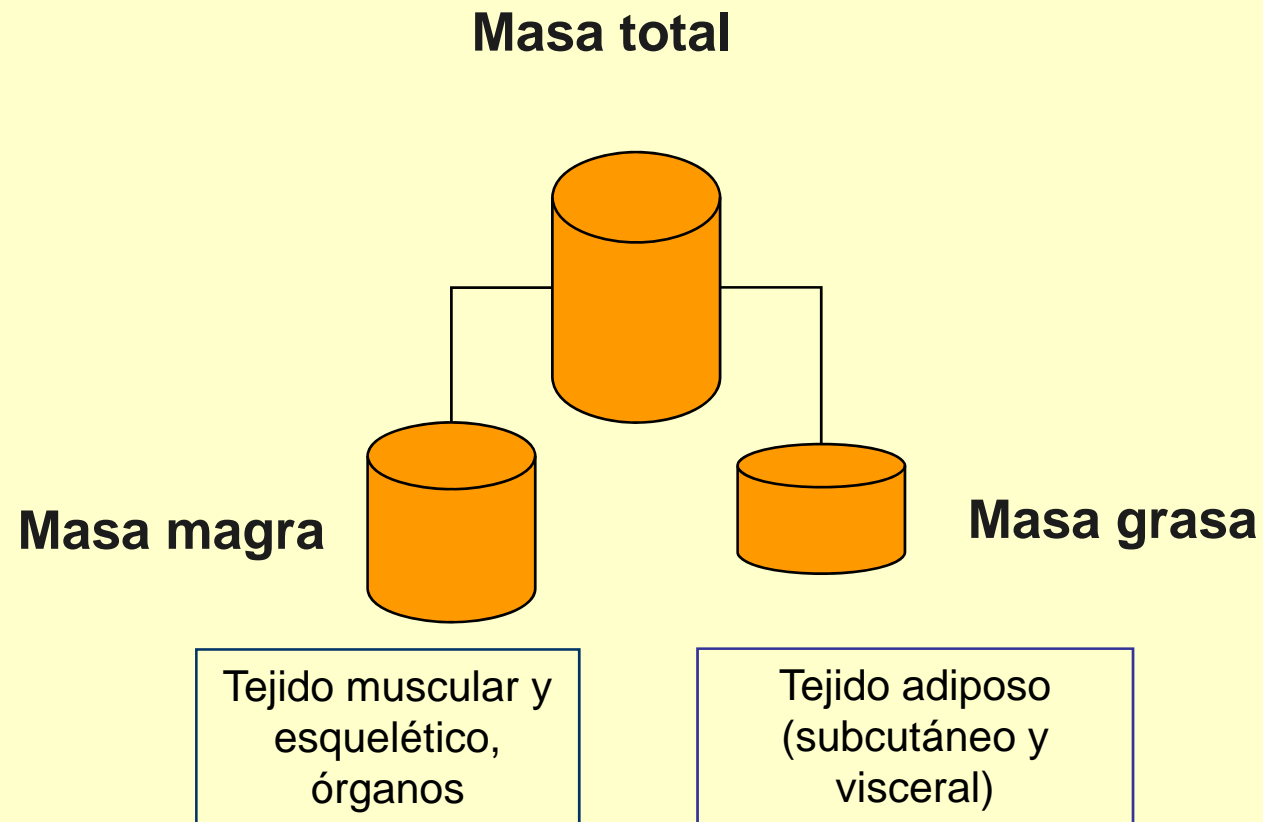 Masa total
Masa magra
Masa grasa
Tejido muscular y
esquelético,
órganos
Tejido adiposo
(subcutáneo y
visceral)